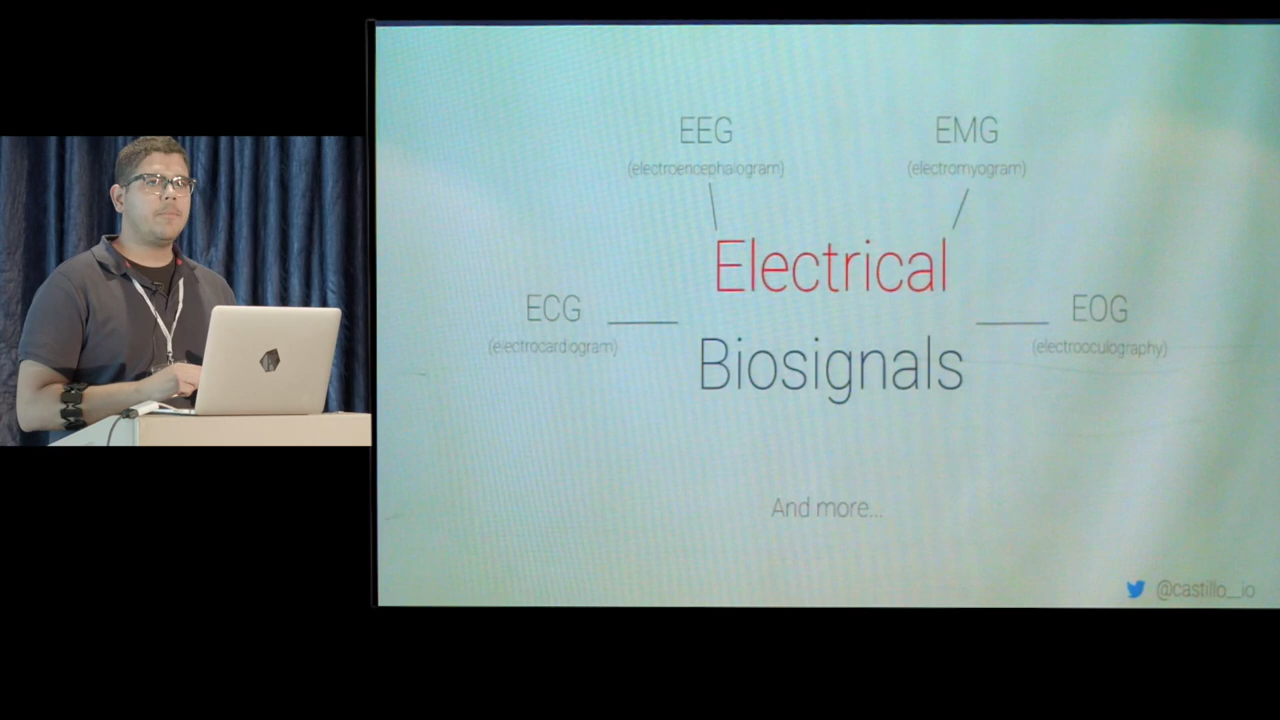 EEG
(electroencephalogram)
EMG
(electromyogram)
Electrical
ECG
(electrocardiogram)
EOG
(electrooculography)
Biosignals
And more...
@castillo__io